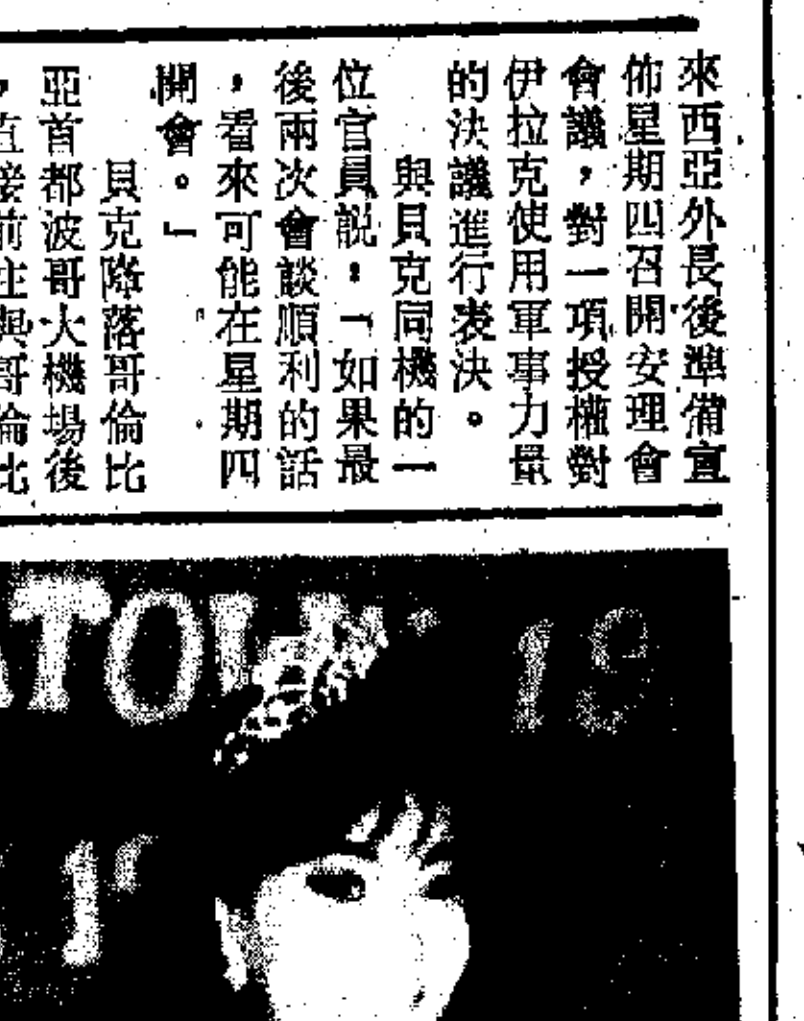 來西亞外長後準備宣
佈星期四召開安理會
會議，對一項授權對
伊拉克使用軍事力量
的決議進行表決。
與貝克同機的一
位官員説，「如果最
後兩次會談順利的話
，看來可能在星期四
開會。」
貝克降落哥倫比
亞首都波哥大機場後
，直接前往與哥倫比
TOL
19